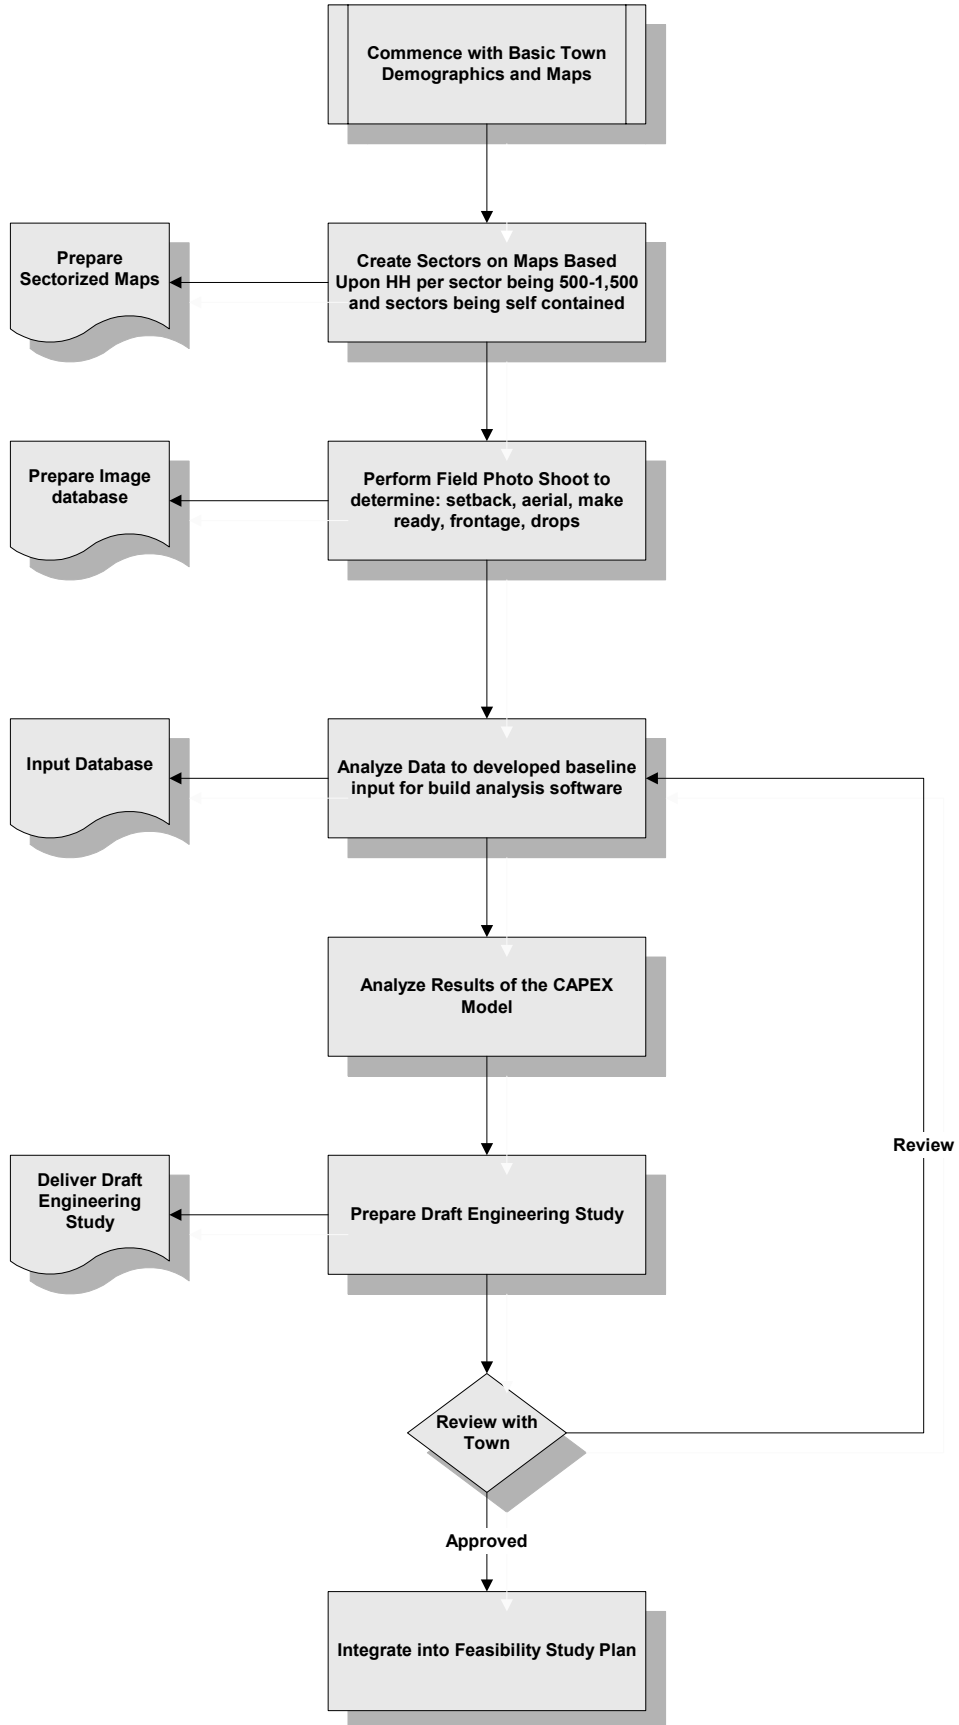 Commence with Basic Town
Demographics and Maps
Prepare
Sectorized Maps
Create Sectors on Maps Based
Upon HH per sector being 500-1,500
and sectors being self contained
Prepare Image
database
Perform Field Photo Shoot to
determine: setback, aerial, make
ready, frontage, drops
Input Database
Analyze Data to developed baseline
input for build analysis software
Analyze Results of the CAPEX
Model
Review
Deliver Draft
Engineering
Study
Prepare Draft Engineering Study
Review with
Town
Approved
Integrate into Feasibility Study Plan